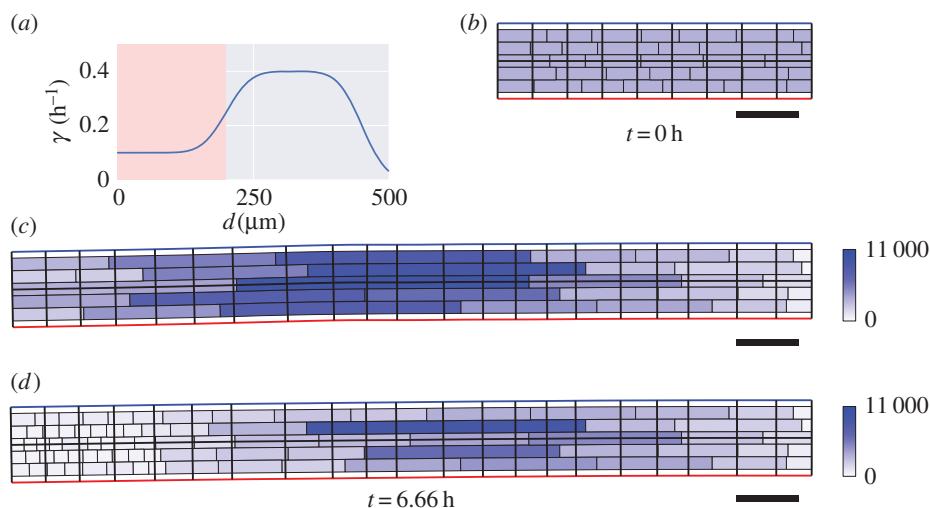 (a)
(b)
0.4
0.2
0
γ (h⁻¹)
0
250
500
d(μm)
t = 0 h
(c)
11 000
0
(d)
11 000
0
t = 6.66 h